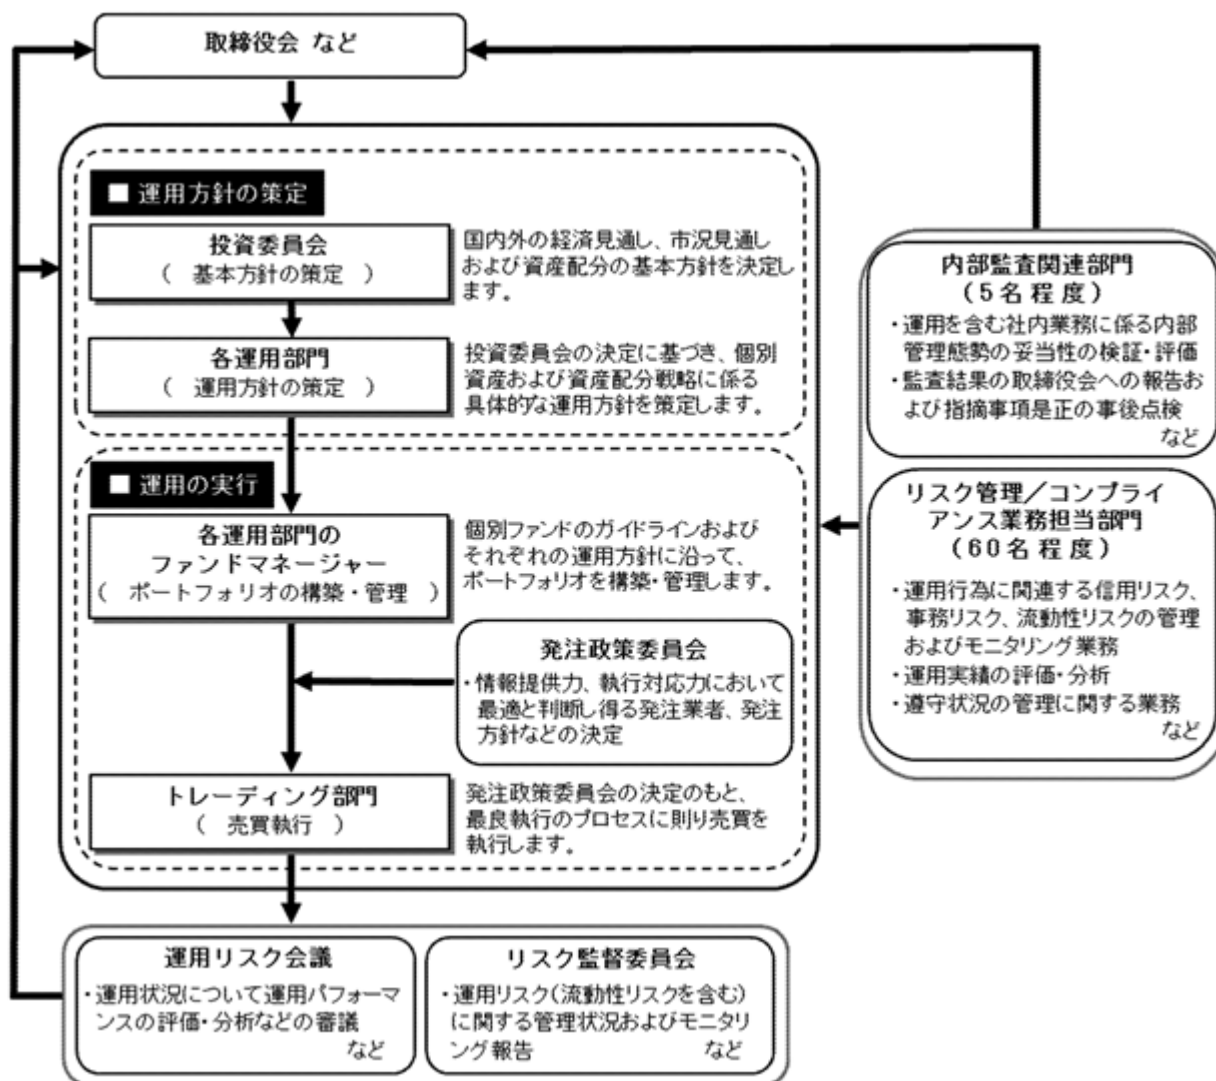 取締役会 など
■ 運用方針の策定
投資委員会
( 基本方針の策定 )
国内外の経済見通し、市況見通し
および資産配分の基本方針を決定し
ます。
各運用部門
( 運用方針の策定 )
投資委員会の決定に基づき、個別
資産および資産配分戦略に係る
具体的な運用方針を策定します。
■ 運用の実行
各運用部門の
ファンドマネージャー
( ポートフォリオの構築・管理 )
個別ファンドのガイドラインおよび
それぞれの運用方針に沿って、
ポートフォリオを構築・管理します。
発注政策委員会
・情報提供力、執行対応力において
最適と判断し得る発注業者、発注
方針などの決定
トレーディング部門
( 売買執行 )
発注政策委員会の決定のもと、
最良執行のプロセスに則り売買を
執行します。
内部監査関連部門
(5名程度)
・運用を含む社内業務に係る内部
管理態勢の妥当性の検証・評価
・監査結果の取締役会への報告お
よび指摘事項是正の事後点検
など
リスク管理／コンプライ
アンス業務担当部門
(60名程度)
・運用行為に関連する信用リスク、
事務リスク、流動性リスクの管理
およびモニタリング業務
・運用実績の評価・分析
・遵守状況の管理に関する業務
など
運用リスク会議
・運用状況について運用パフォーマ
ンスの評価・分析などの審議
など
リスク監督委員会
・運用リスク(流動性リスクを含む)
に関する管理状況およびモニタリ
ング報告 など